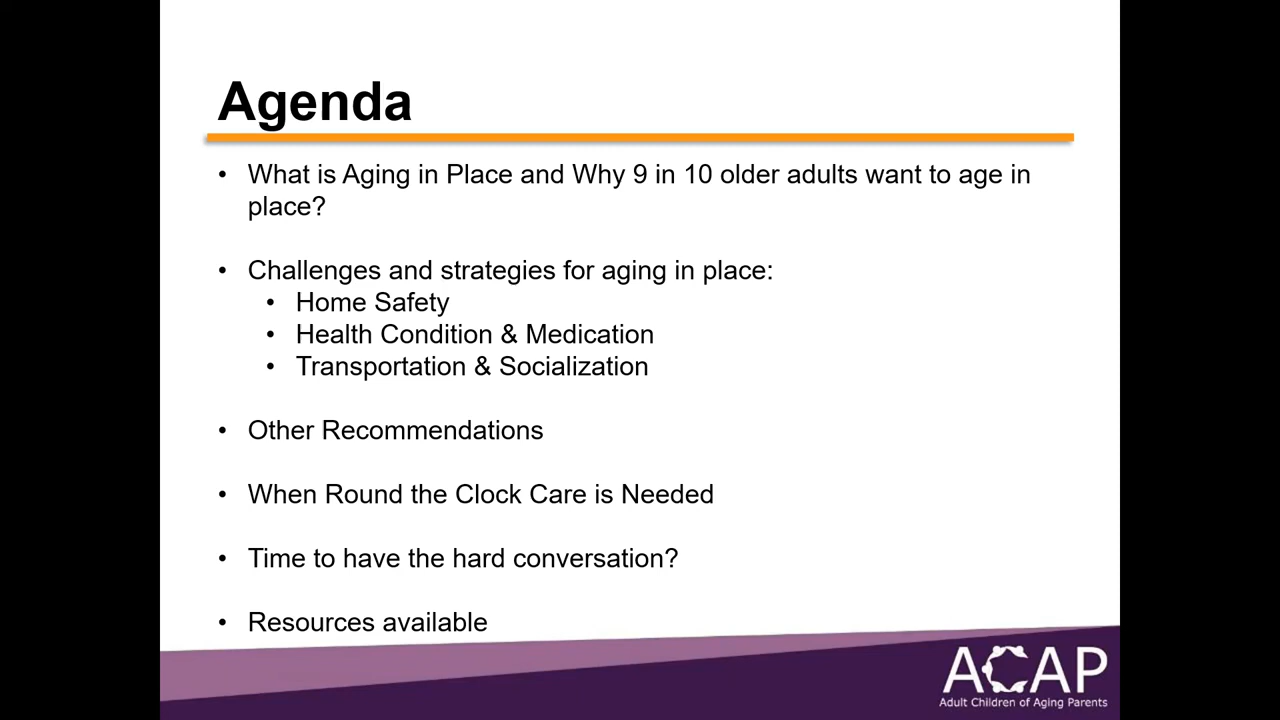 Agenda
• What is Aging in Place and Why 9 in 10 older adults want to age in
place?
• Challenges and strategies for aging in place:
• Home Safety
• Health Condition & Medication
• Transportation & Socialization
• Other Recommendations
• When Round the Clock Care is Needed
• Time to have the hard conversation?
• Resources available
ACAP
Adult Children of Aging Parents